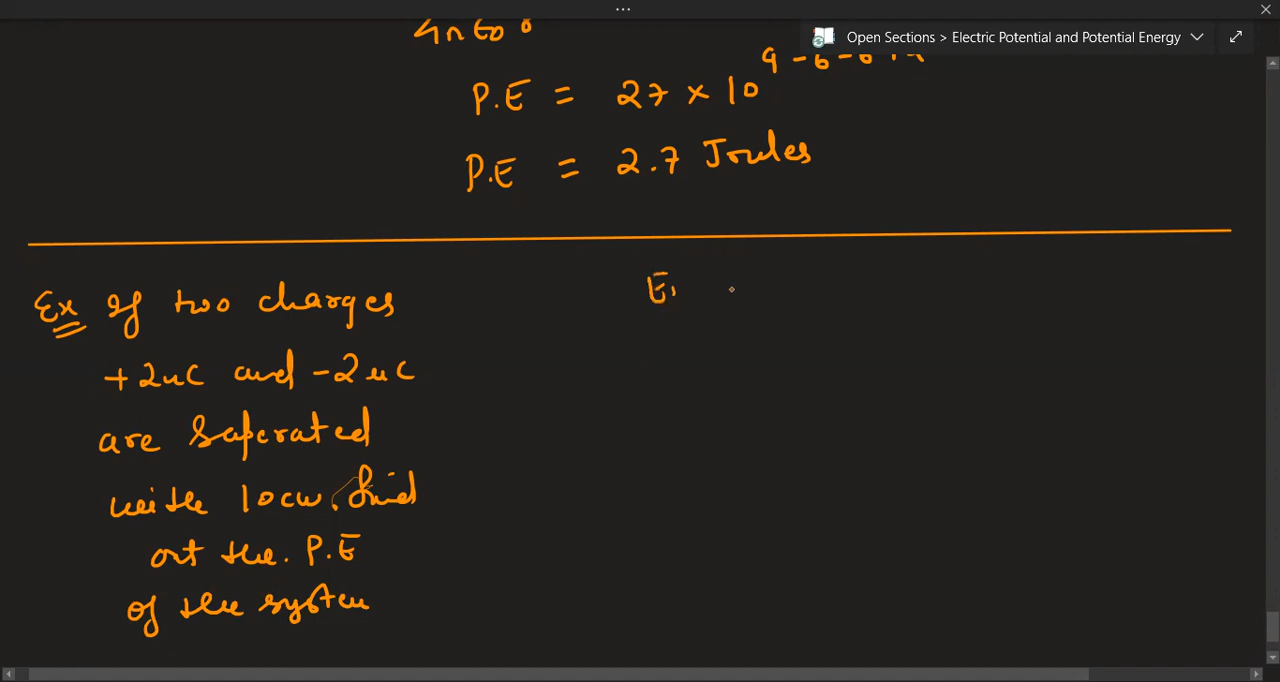 Open Sections > Electric Potential and Potential Energy
P.E = 27 × 10
P.E = 2.7 Joules
Ex If two charges
+2uC and -2uC
are Saperated
with 10cm. find
out the. P.E
of the system
E,